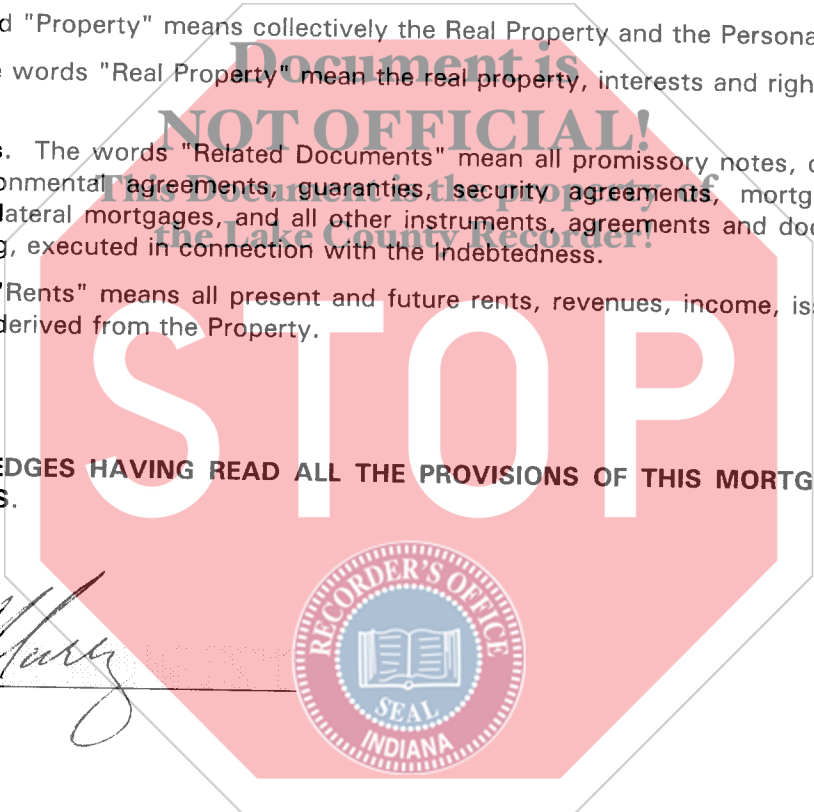 d "Property" means collectively the Real Property and the Persona
Document is
words "Real Property" mean the real property, interests and righ
NOT OFFICIAL!
s. The words "Related Documents" mean all promissory notes, c
This Document is the property of
onmental agreements, guaranties, security agreements, mortg
lateral mortgages, and all other instruments, agreements and doc
the Lake County Recorder!
g, executed in connection with the Indebtedness.
"Rents" means all present and future rents, revenues, income, iss
derived from the Property.
STOP
EDGES HAVING READ ALL THE PROVISIONS OF THIS MORTG
S.
RECORDER'S OFFICE
SEAL
INDIANA